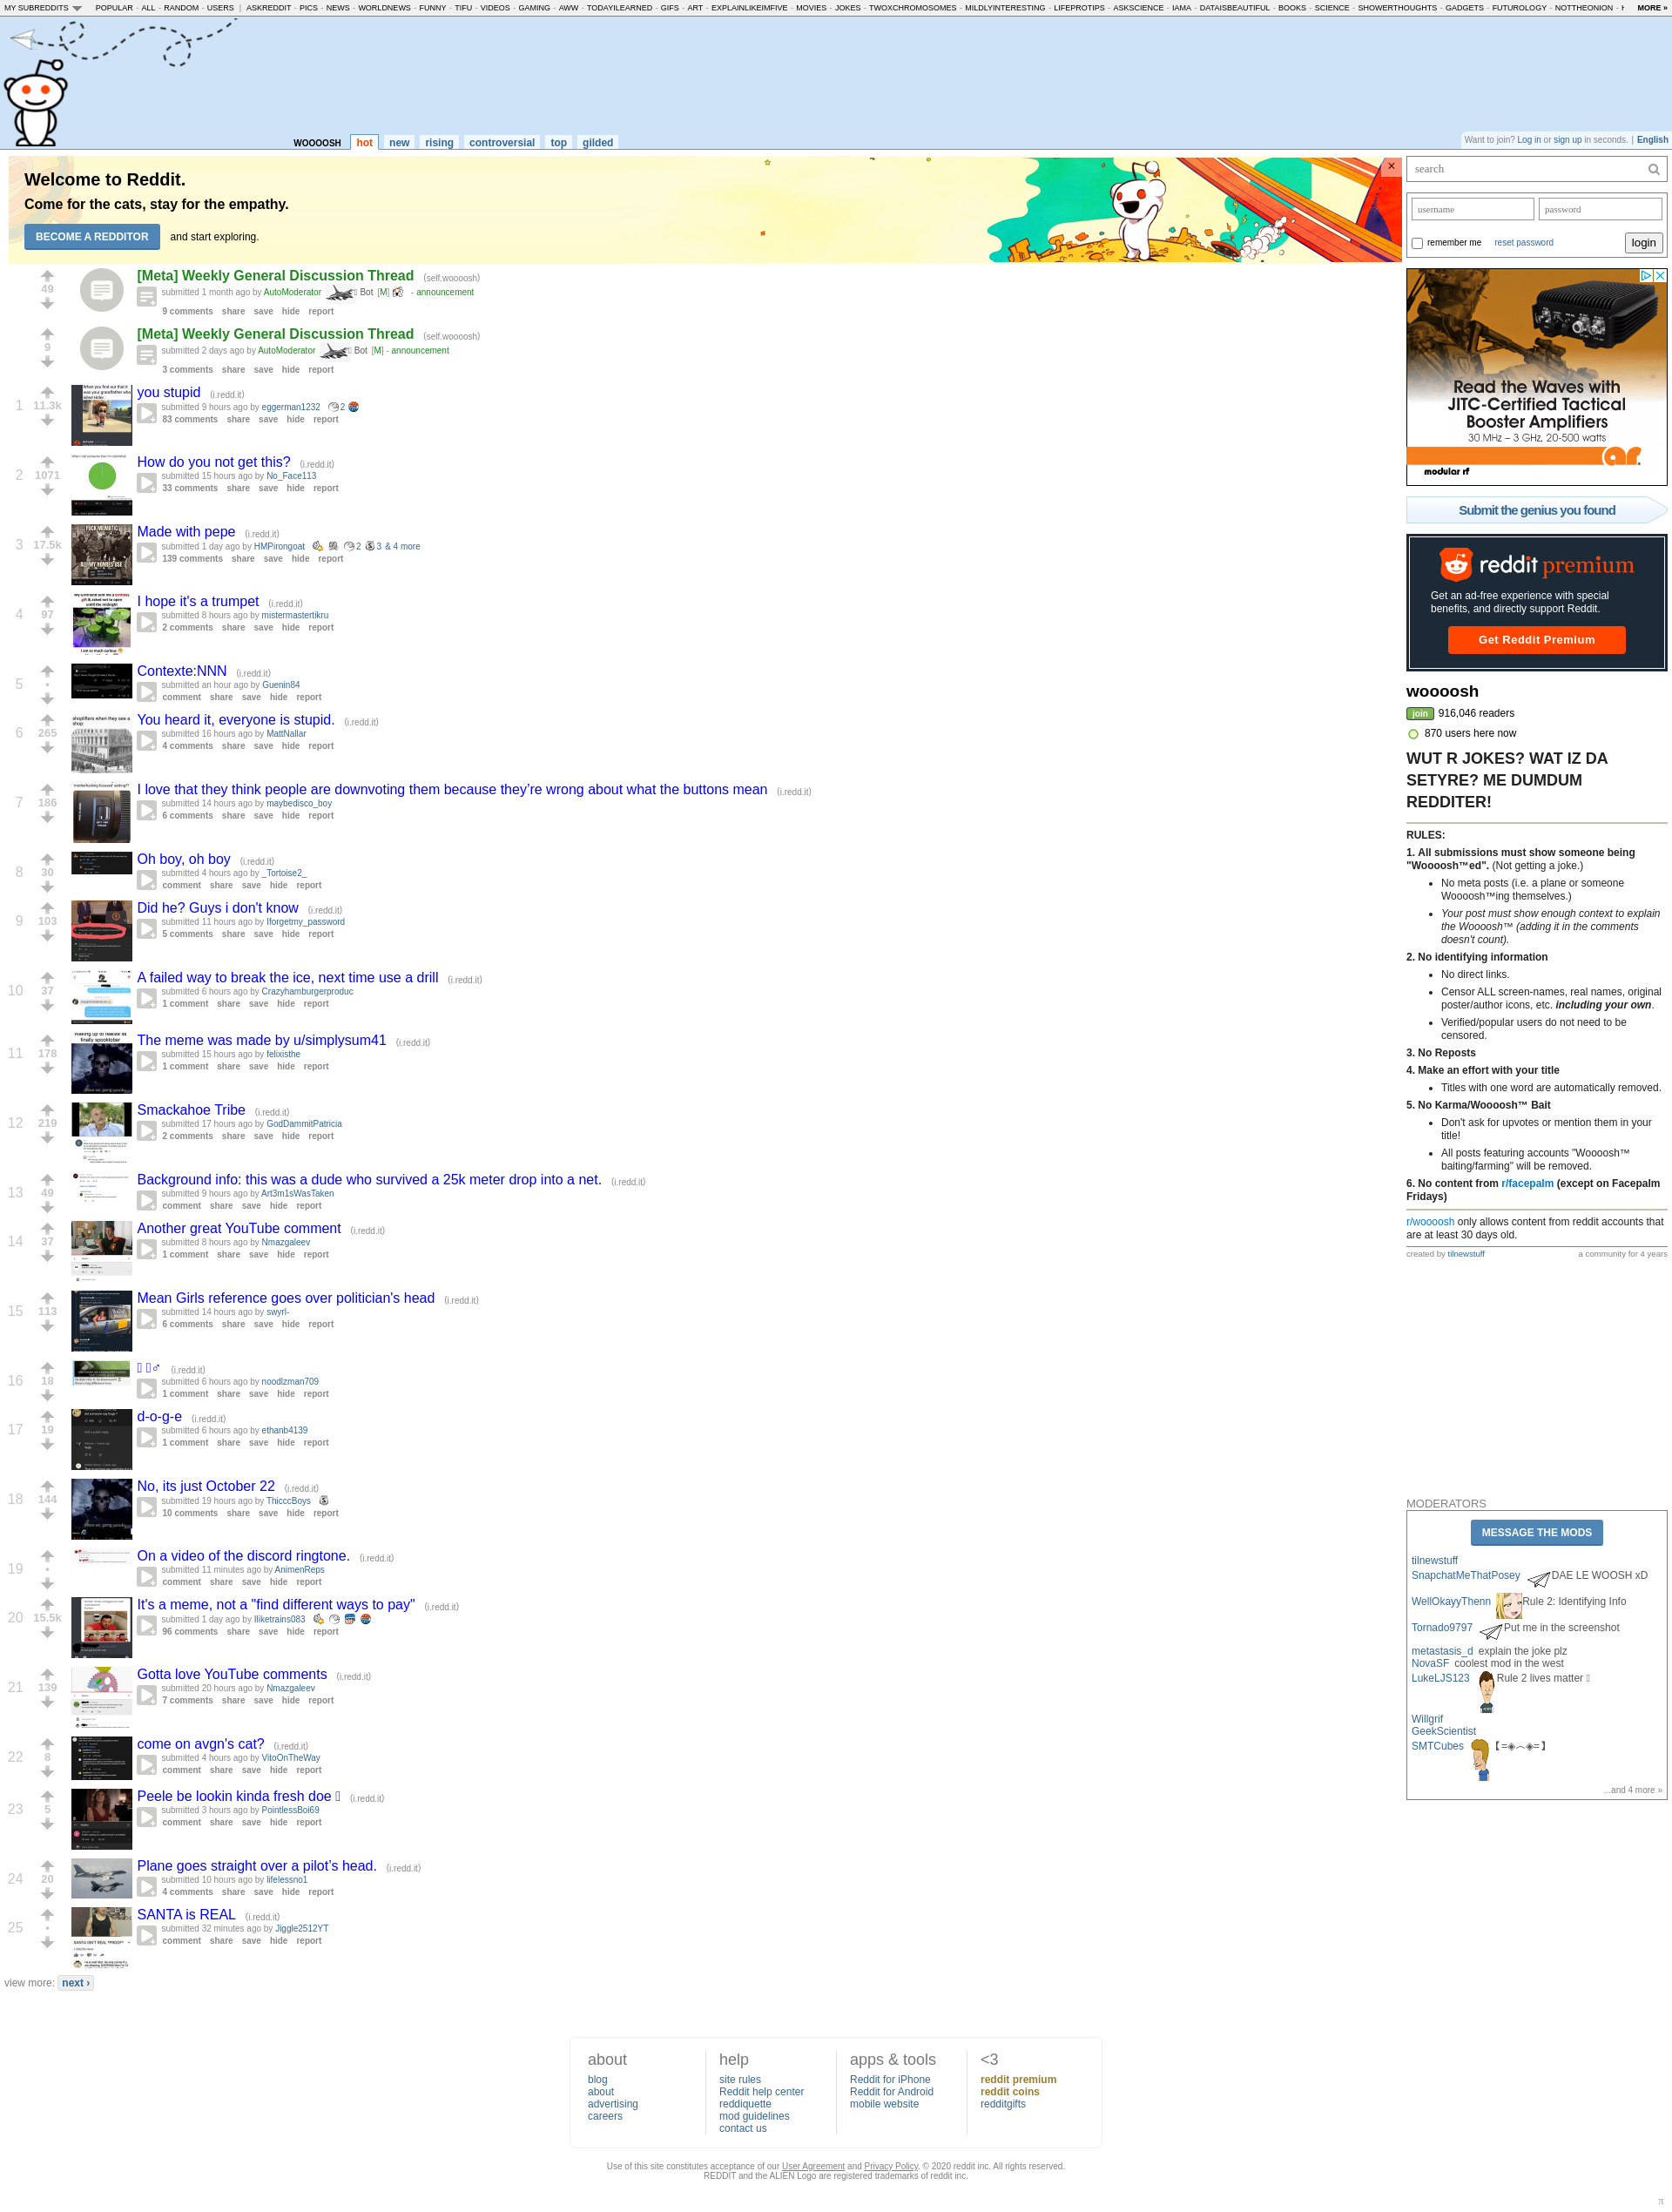 MY SUBREDDITS POPULAR - ALL - RANDOM - USERS | ASKREDDIT - PICS - NEWS - WORLDNEWS - FUNNY - TIFU - VIDEOS - GAMING - AWW - TODAYILEARNED - GIFS - ART - EXPLAINLIKEIMFIVE - MOVIES - JOKES - TWOXCHROMOSOMES - MILDLYINTERESTING - LIFEPROTIPS - ASKSCIENCE - IAMA - DATAISBEAUTIFUL - BOOKS - SCIENCE - SHOWERTHOUGHTS - GADGETS - FUTUROLOGY - NOTTHEONION - MORE »
WOOOOSH hot new rising controversial top gilded
Want to join? Log in or sign up in seconds. | English
Welcome to Reddit.
Come for the cats, stay for the empathy.
BECOME A REDDITOR and start exploring.
49
[Meta] Weekly General Discussion Thread (self.woooosh)
submitted 1 month ago by AutoModerator Bot [M] - announcement
9 comments share save hide report
9
[Meta] Weekly General Discussion Thread (self.woooosh)
submitted 2 days ago by AutoModerator Bot [M] - announcement
3 comments share save hide report
1 11.3k
you stupid (i.redd.it)
submitted 9 hours ago by eggerman1232 2
83 comments share save hide report
2 1071
How do you not get this? (i.redd.it)
submitted 15 hours ago by No_Face113
33 comments share save hide report
3 17.5k
Made with pepe (i.redd.it)
submitted 1 day ago by HMPirongoat 2 3 & 4 more
139 comments share save hide report
4 97
I hope it's a trumpet (i.redd.it)
submitted 8 hours ago by mistermastertikru
2 comments share save hide report
5 •
Contexte:NNN (i.redd.it)
submitted an hour ago by Guenin84
comment share save hide report
6 265
You heard it, everyone is stupid. (i.redd.it)
submitted 16 hours ago by MattNallar
4 comments share save hide report
7 186
I love that they think people are downvoting them because they’re wrong about what the buttons mean (i.redd.it)
submitted 14 hours ago by maybedisco_boy
6 comments share save hide report
8 30
Oh boy, oh boy (i.redd.it)
submitted 4 hours ago by _Tortoise2_
comment share save hide report
9 103
Did he? Guys i don't know (i.redd.it)
submitted 11 hours ago by Iforgetmy_password
5 comments share save hide report
10 37
A failed way to break the ice, next time use a drill (i.redd.it)
submitted 6 hours ago by Crazyhamburgerproduc
1 comment share save hide report
11 178
The meme was made by u/simplysum41 (i.redd.it)
submitted 15 hours ago by felixisthe
1 comment share save hide report
12 219
Smackahoe Tribe (i.redd.it)
submitted 17 hours ago by GodDammitPatricia
2 comments share save hide report
13 49
Background info: this was a dude who survived a 25k meter drop into a net. (i.redd.it)
submitted 9 hours ago by Art3m1sWasTaken
comment share save hide report
14 37
Another great YouTube comment (i.redd.it)
submitted 8 hours ago by Nmazgaleev
1 comment share save hide report
15 113
Mean Girls reference goes over politician's head (i.redd.it)
submitted 14 hours ago by swyrl-
6 comments share save hide report
16 18
♂ (i.redd.it)
submitted 6 hours ago by noodlzman709
1 comment share save hide report
17 19
d-o-g-e (i.redd.it)
submitted 6 hours ago by ethanb4139
1 comment share save hide report
18 144
No, its just October 22 (i.redd.it)
submitted 19 hours ago by ThicccBoys
10 comments share save hide report
19 •
On a video of the discord ringtone. (i.redd.it)
submitted 11 minutes ago by AnimenReps
comment share save hide report
20 15.5k
It's a meme, not a "find different ways to pay" (i.redd.it)
submitted 1 day ago by Iliketrains083
96 comments share save hide report
21 139
Gotta love YouTube comments (i.redd.it)
submitted 20 hours ago by Nmazgaleev
7 comments share save hide report
22 8
come on avgn's cat? (i.redd.it)
submitted 4 hours ago by VitoOnTheWay
comment share save hide report
23 5
Peele be lookin kinda fresh doe (i.redd.it)
submitted 3 hours ago by PointlessBoi69
comment share save hide report
24 20
Plane goes straight over a pilot’s head. (i.redd.it)
submitted 10 hours ago by lifelessno1
4 comments share save hide report
25 •
SANTA is REAL (i.redd.it)
submitted 32 minutes ago by Jiggle2512YT
comment share save hide report
view more: next ›
search
username password
remember me reset password login
Read the Waves with
JITC-Certified Tactical
Booster Amplifiers
30 MHz – 3 GHz, 20-500 watts
ar
modular rf
Submit the genius you found
reddit premium
Get an ad-free experience with special
benefits, and directly support Reddit.
Get Reddit Premium
woooosh
join 916,046 readers
870 users here now
WUT R JOKES? WAT IZ DA
SETYRE? ME DUMDUM
REDDITER!
RULES:
1. All submissions must show someone being
"Woooosh™ed". (Not getting a joke.)
• No meta posts (i.e. a plane or someone
Woooosh™ing themselves.)
• Your post must show enough context to explain
the Woooosh™ (adding it in the comments
doesn't count).
2. No identifying information
• No direct links.
• Censor ALL screen-names, real names, original
poster/author icons, etc. including your own.
• Verified/popular users do not need to be
censored.
3. No Reposts
4. Make an effort with your title
• Titles with one word are automatically removed.
5. No Karma/Woooosh™ Bait
• Don't ask for upvotes or mention them in your
title!
• All posts featuring accounts "Woooosh™
baiting/farming" will be removed.
6. No content from r/facepalm (except on Facepalm
Fridays)
r/woooosh only allows content from reddit accounts that
are at least 30 days old.
created by tilnewstuff a community for 4 years
MODERATORS
MESSAGE THE MODS
tilnewstuff
SnapchatMeThatPosey DAE LE WOOSH xD
WellOkayyThenn Rule 2: Identifying Info
Tornado9797 Put me in the screenshot
metastasis_d explain the joke plz
NovaSF coolest mod in the west
LukeLJS123 Rule 2 lives matter
Willgrif
GeekScientist
SMTCubes 【=◈︿◈=】
...and 4 more »
about
blog
about
advertising
careers
help
site rules
Reddit help center
reddiquette
mod guidelines
contact us
apps & tools
Reddit for iPhone
Reddit for Android
mobile website
<3
reddit premium
reddit coins
redditgifts
Use of this site constitutes acceptance of our User Agreement and Privacy Policy. © 2020 reddit inc. All rights reserved.
REDDIT and the ALIEN Logo are registered trademarks of reddit inc.
π